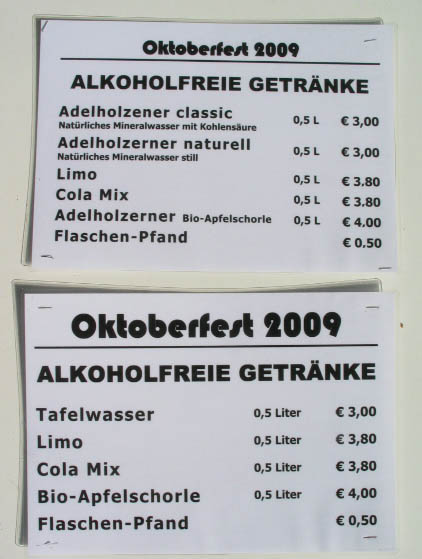 Oktoberfest 2009
ALKOHOLFREIE GETRÄNKE
Adelholzener classic 0,5 L € 3,00
Natürliches Mineralwasser mit Kohlensäure
Adelholzerner naturell 0,5 L € 3,00
Natürliches Mineralwasser still
Limo 0,5 L € 3.80
Cola Mix 0,5 L € 3.80
Adelholzerner Bio-Apfelschorle 0,5 L € 4.00
Flaschen-Pfand € 0.50
Oktoberfest 2009
ALKOHOLFREIE GETRÄNKE
Tafelwasser 0,5 Liter € 3,00
Limo 0,5 Liter € 3,80
Cola Mix 0,5 Liter € 3,80
Bio-Apfelschorle 0,5 Liter € 4,00
Flaschen-Pfand € 0,50